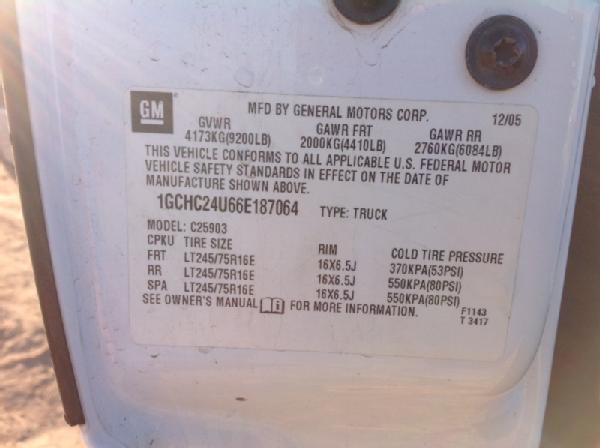 GM MFD BY GENERAL MOTORS CORP. 12/05
GVWR GAWR FRT GAWR RR
4173KG(9200LB) 2000KG(4410LB) 2760KG(6084LB)
THIS VEHICLE CONFORMS TO ALL APPLICABLE U.S. FEDERAL MOTOR
VEHICLE SAFETY STANDARDS IN EFFECT ON THE DATE OF
MANUFACTURE SHOWN ABOVE.
1GCHC24U66E187064 TYPE: TRUCK
MODEL: C25903
CPKU TIRE SIZE RIM COLD TIRE PRESSURE
FRT LT245/75R16E 16X6.5J 370KPA(53PSI)
RR LT245/75R16E 16X6.5J 550KPA(80PSI)
SPA LT245/75R16E 16X6.5J 550KPA(80PSI)
SEE OWNER'S MANUAL FOR MORE INFORMATION.
F1143
T 3417